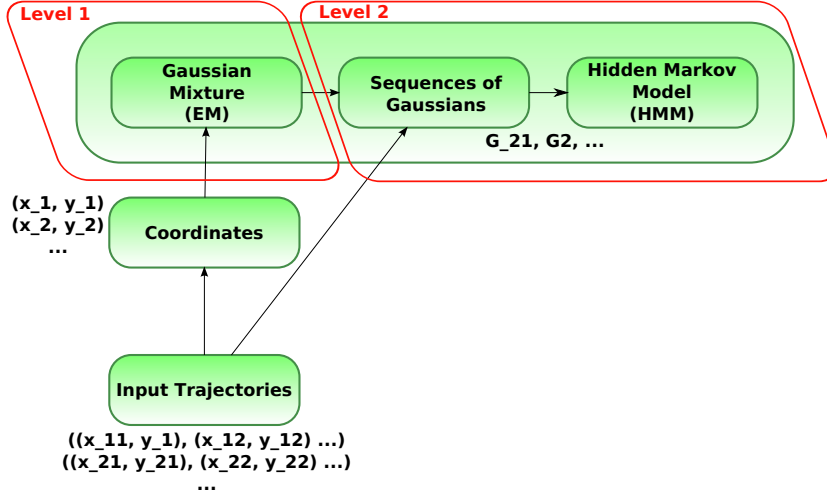 Level 1
Level 2
Gaussian
Mixture
(EM)
Sequences of
Gaussians
Hidden Markov
Model
(HMM)
G_21, G2, ...
(x_1, y_1)
(x_2, y_2)
...
Coordinates
Input Trajectories
((x_11, y_1), (x_12, y_12) ...)
((x_21, y_21), (x_22, y_22) ...)
...